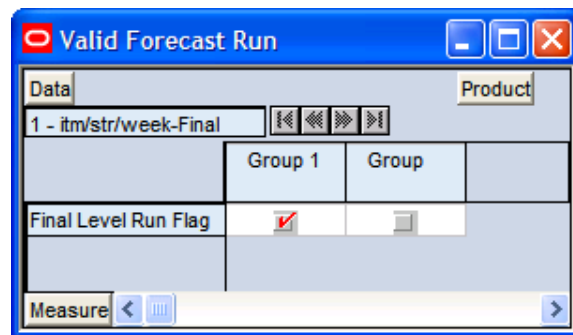 Valid Forecast Run
Data Product
1 - itm/str/week-Final
Group 1 Group
Final Level Run Flag
Measure